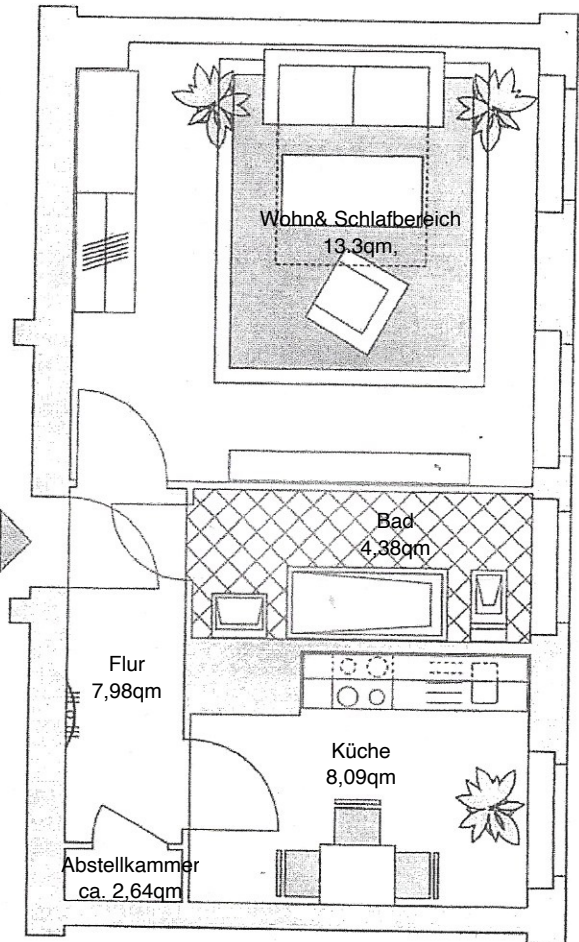 Wohn& Schlafbereich
13.3qm,
Bad
4,38qm
Flur
7,98qm
Küche
8,09qm
Abstellkammer
ca. 2,64qm